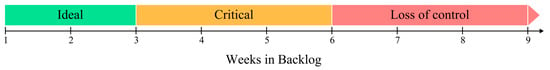 Ideal Critical Loss of control
1 2 3 4 5 6 7 8 9
Weeks in Backlog